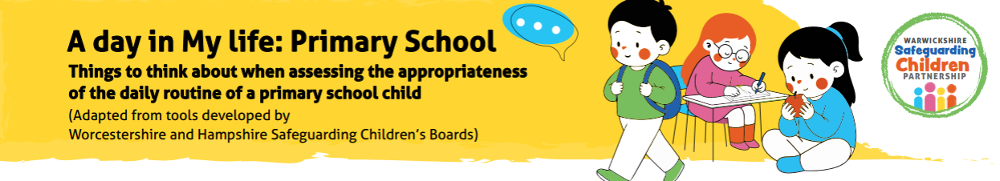 A day in My life: Primary School
Things to think about when assessing the appropriateness
of the daily routine of a primary school child
(Adapted from tools developed by
Worcestershire and Hampshire Safeguarding Children’s Boards)
WARWICKSHIRE
Safeguarding
Children
PARTNERSHIP